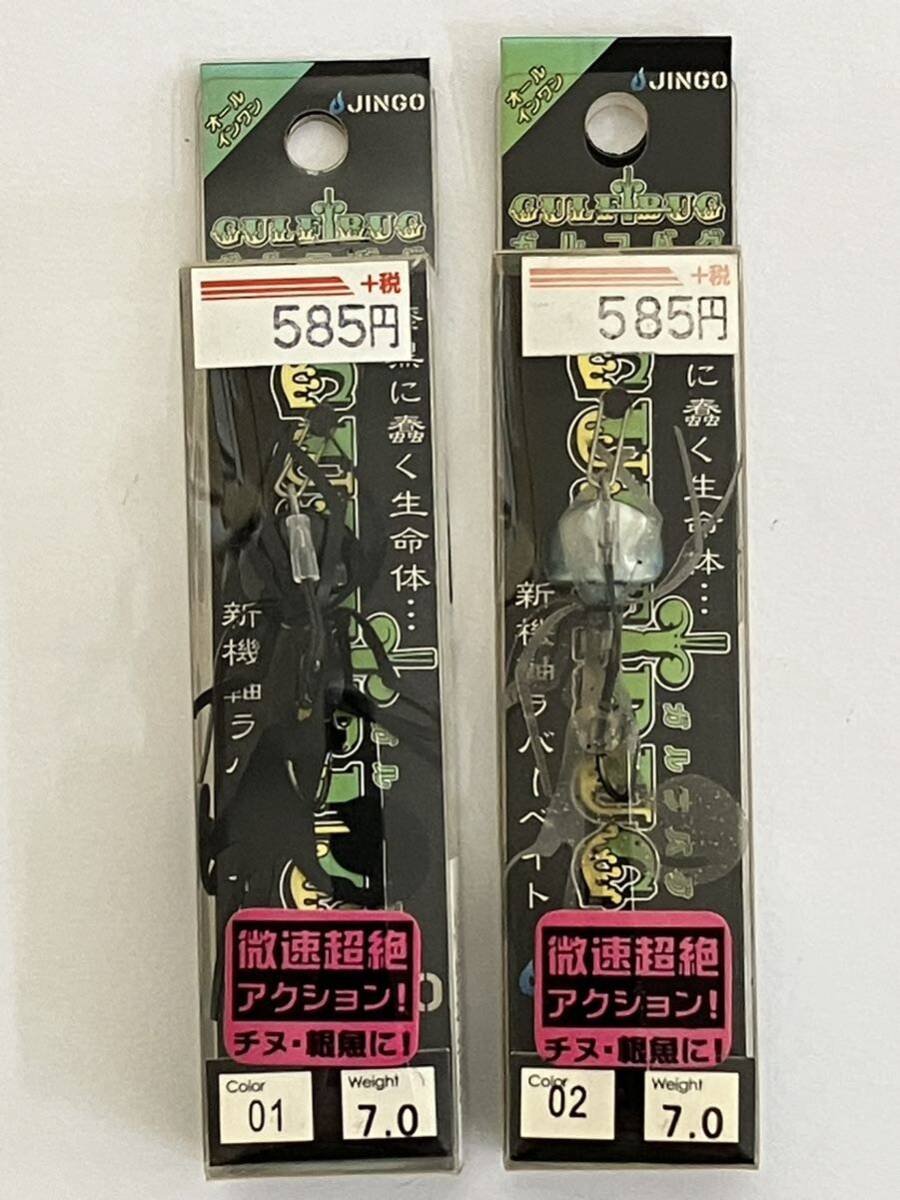 オール
インワン
JINGO
GULFBUG
+税
585円
に蠢く生命体…
新機軸ラ
微速超絶
アクション!
チヌ・根魚に!
Color
01
Weight
7.0
オール
インワン
JINGO
GULFBUG
ガルフバグ
+税
585円
に蠢く生命体…
新機軸ラバーベイト
微速超絶
アクション!
チヌ・根魚に!
Color
02
Weight
7.0